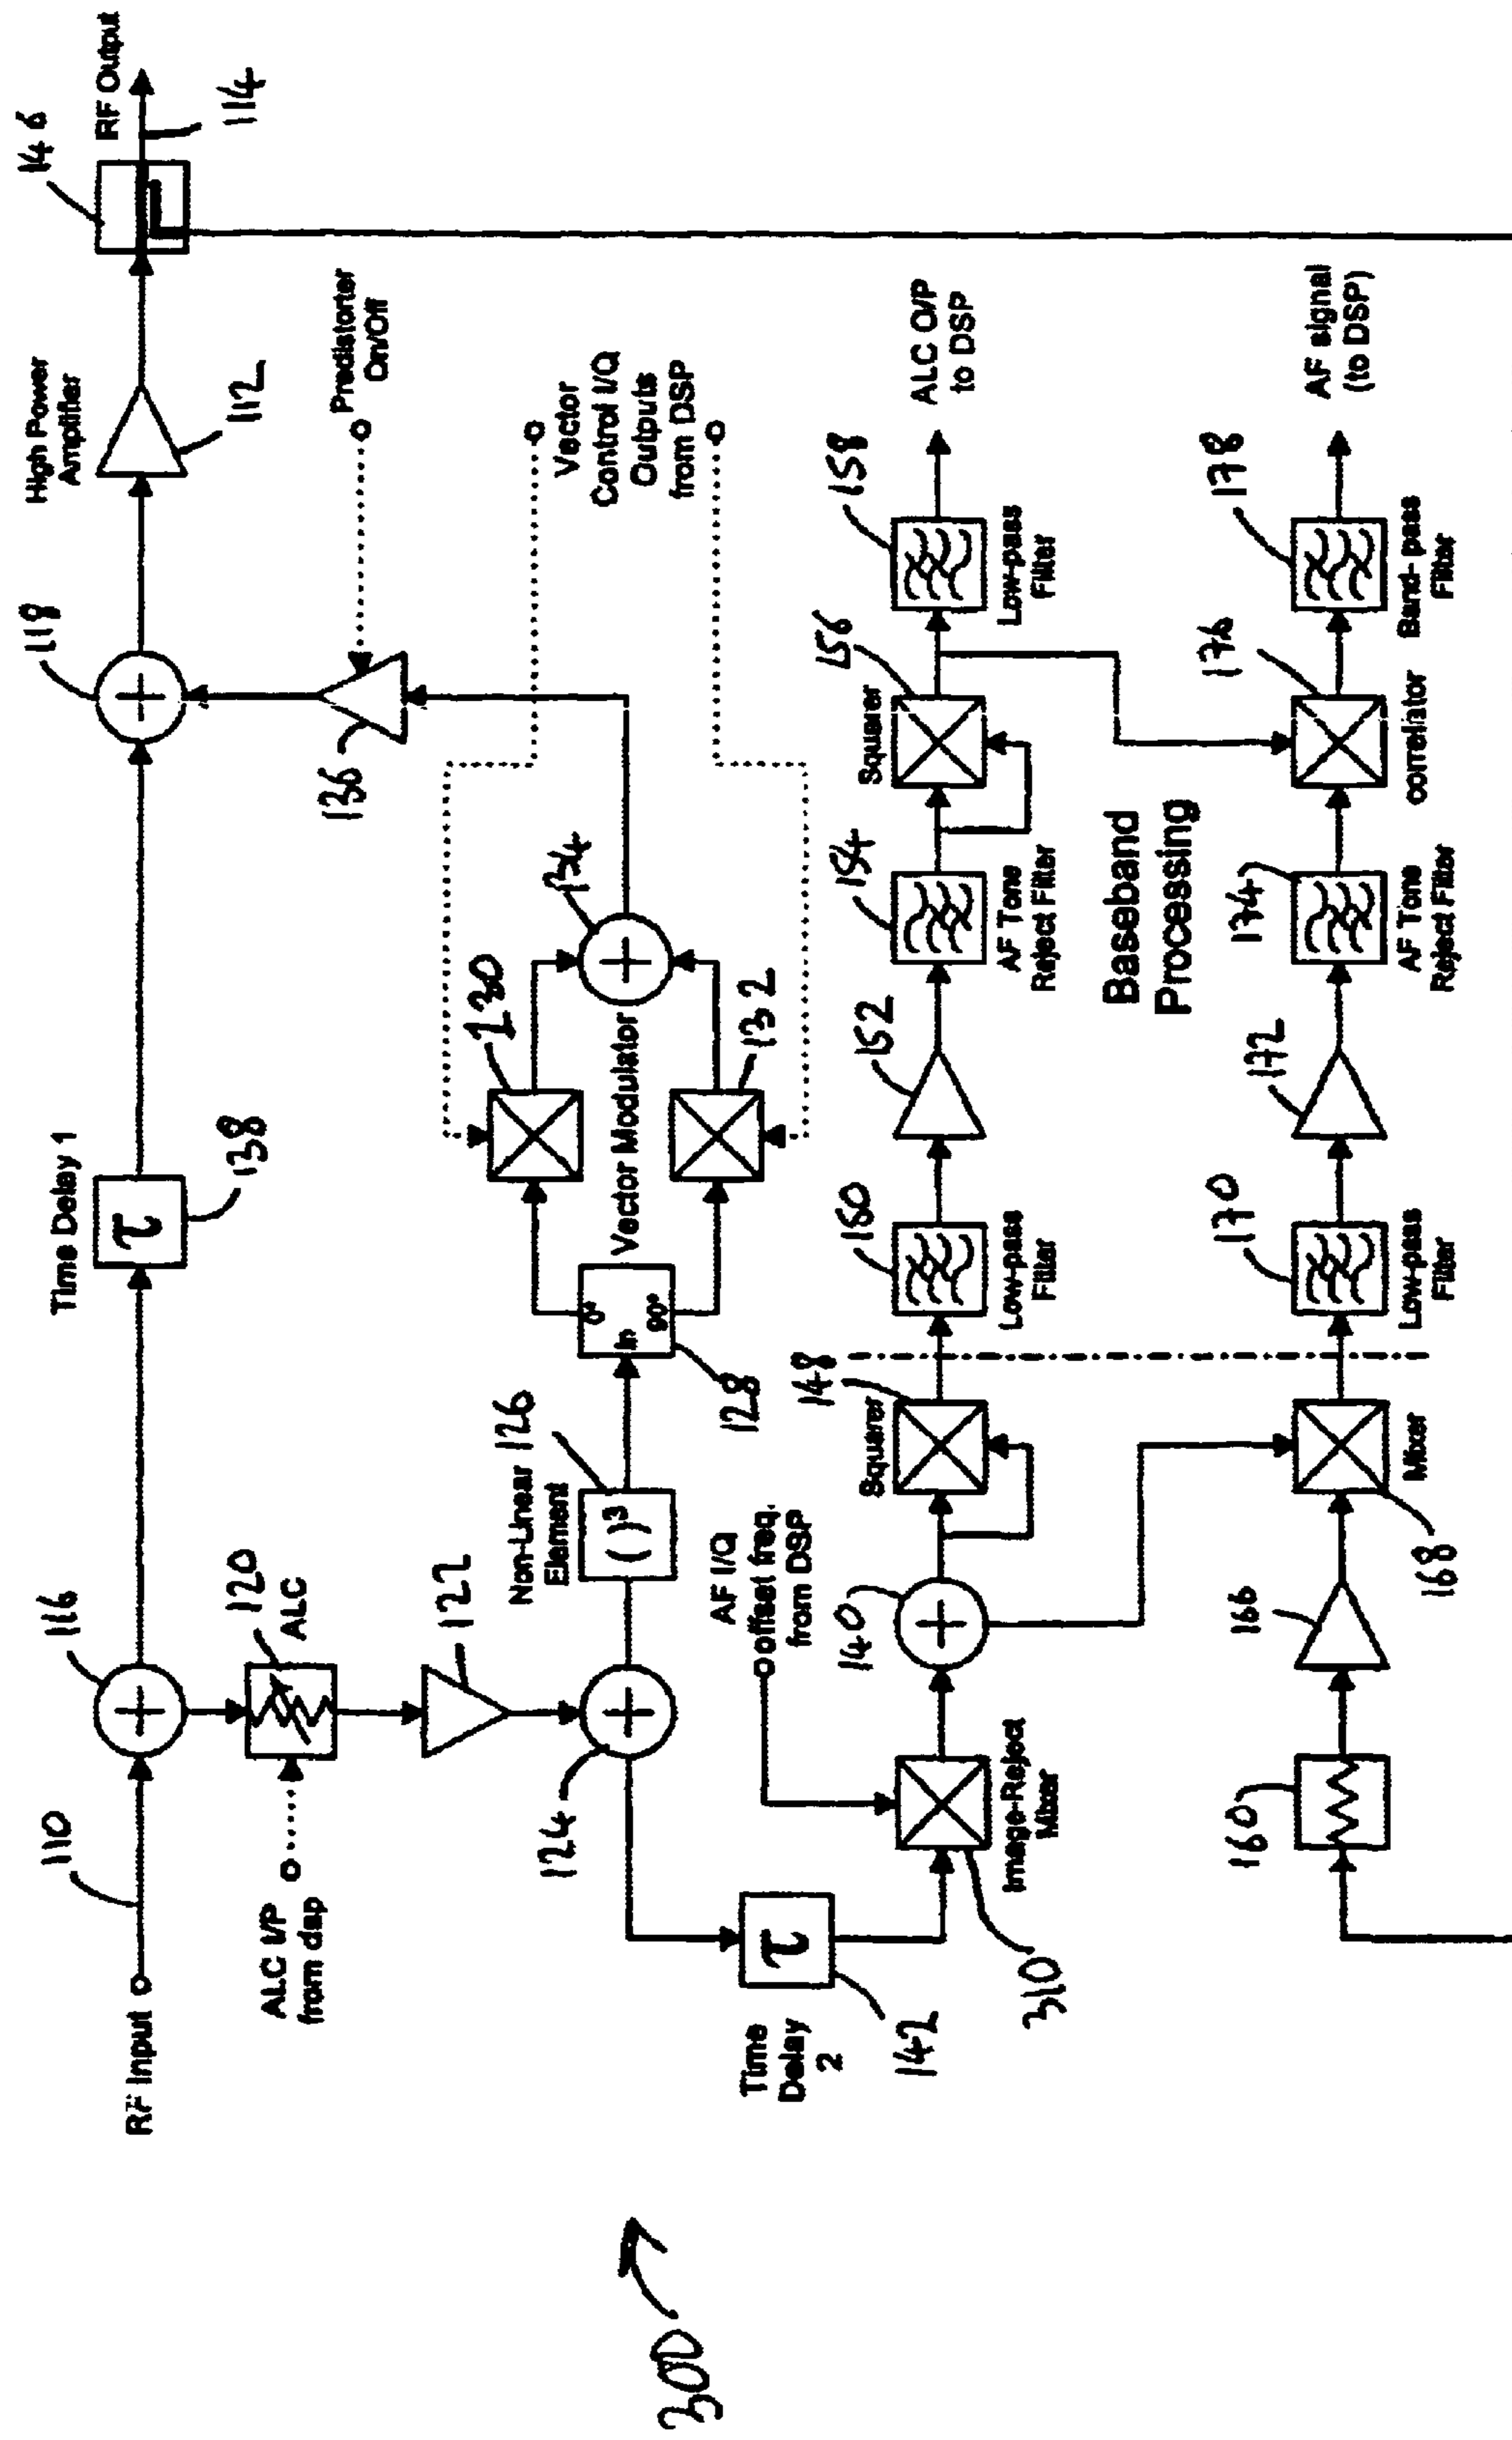 RF Input
110
116
Time Delay 1
τ
138
118
High Power
Amplifier
112
146
RF Output
114
ALC I/P
from dsp
120
ALC
122
124
Non-Linear
Element
126
( )³
0°
In
90°
128
130
132
Vector Modulator
134
136
Predistorter
On/Off
Vector
Control I/Q
Outputs
from DSP
Time
Delay
2
τ
142
AF I/Q
offset freq.
from DSP
310
Image-Reject
Mixer
140
Squarer
148
150
Low-pass
Filter
152
154
AF Tone
Reject Filter
Squarer
156
158
Low-pass
Filter
ALC O/P
to DSP
Baseband
Processing
160
166
168
Mixer
170
Low-pass
Filter
172
174
AF Tone
Reject Filter
176
correlator
178
Band-pass
Filter
AF signal
(to DSP)
300